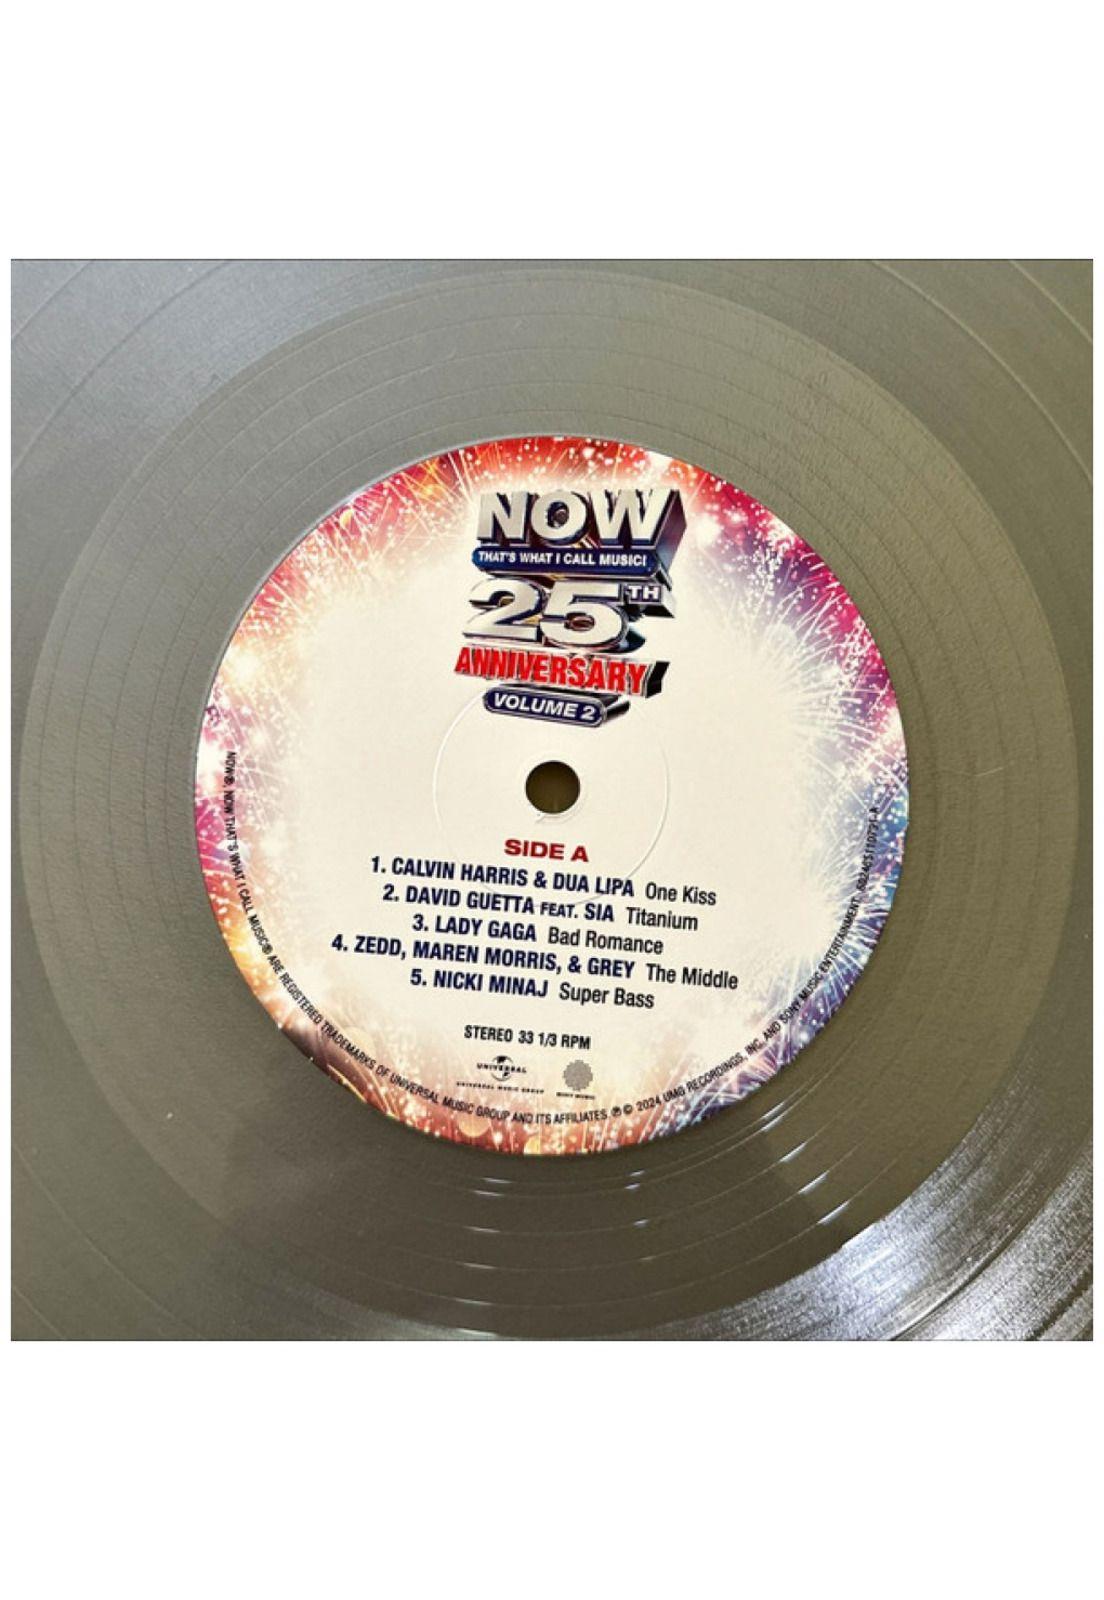 NOW
THAT'S WHAT I CALL MUSIC!
25TH
ANNIVERSARY
VOLUME 2
SIDE A
1. CALVIN HARRIS & DUA LIPA One Kiss
2. DAVID GUETTA FEAT. SIA Titanium
3. LADY GAGA Bad Romance
4. ZEDD, MAREN MORRIS, & GREY The Middle
5. NICKI MINAJ Super Bass
STEREO 33 1/3 RPM
UNIVERSAL
UNIVERSAL MUSIC GROUP
SONY MUSIC
NOW®, NOW THAT'S WHAT I CALL MUSIC!® ARE REGISTERED TRADEMARKS OF UNIVERSAL MUSIC GROUP AND ITS AFFILIATES. ℗ © 2024 UMG RECORDINGS, INC. AND SONY MUSIC ENTERTAINMENT.